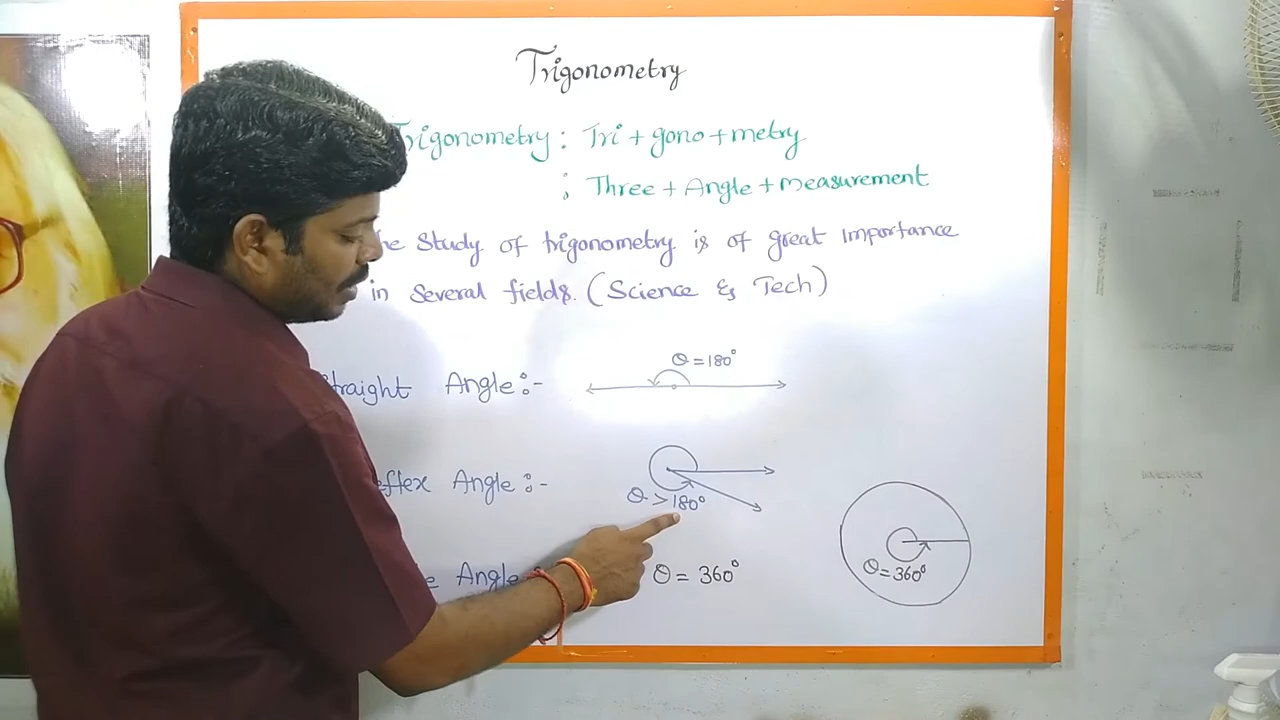 Trigonometry
Trigonometry : Tri + gono + metry
: Three + Angle + Measurement
he Study of trigonometry is of great Importance
in Several fields. (Science & Tech)
traight Angle :-
θ = 180°
eflex Angle :-
θ > 180°
e Angle
θ = 360°
θ = 360°